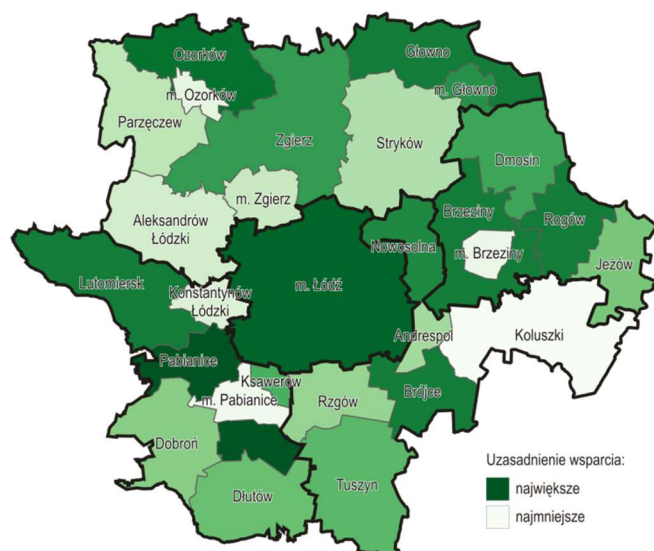 Ozorków
Głowno
m. Ozorków
m. Głowno
Parzęczew
Zgierz
Stryków
Dmosin
m. Zgierz
Aleksandrów
Łódzki
Brzeziny
Rogów
Nowosolna
m. Brzeziny
Jeżów
Lutomiersk
Konstantynów
Łódzki
m. Łódź
Andrespol
Koluszki
Pabianice
Ksawerów
m. Pabianice
Rzgów
Brójce
Dobroń
Dłutów
Tuszyn
Uzasadnienie wsparcia:
największe
najmniejsze